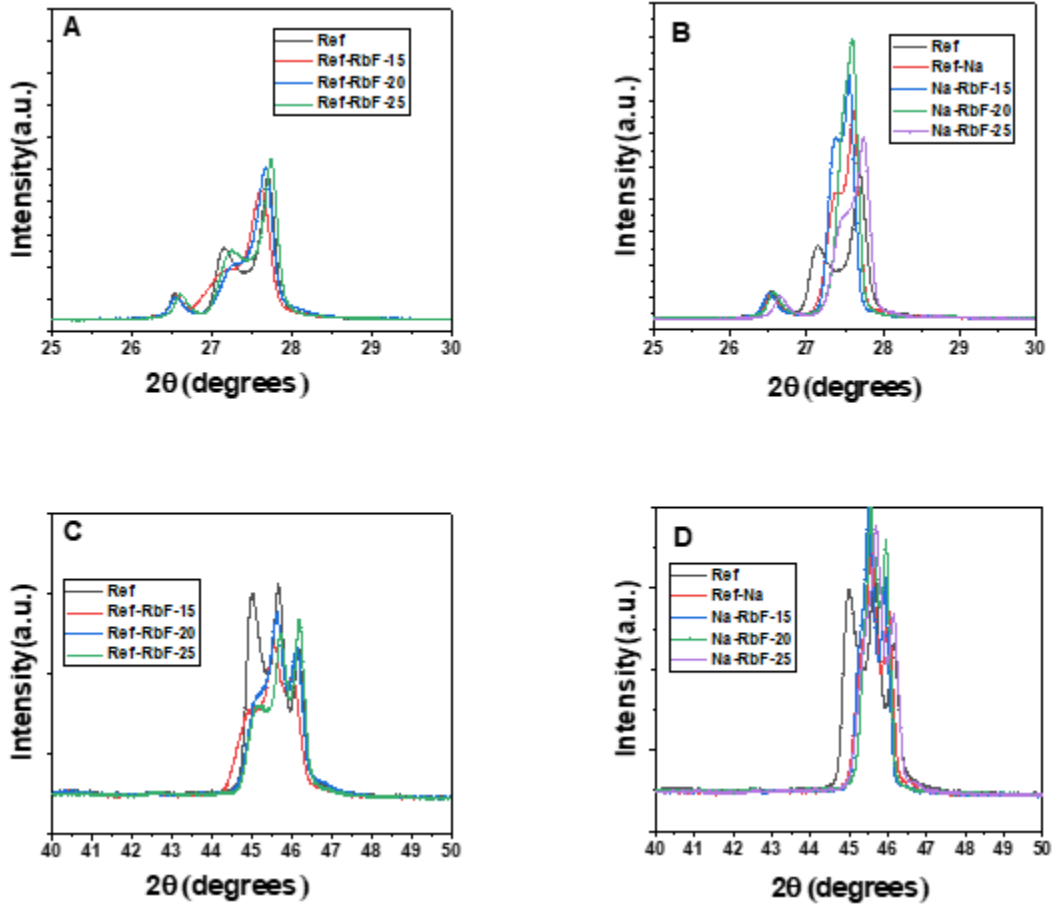 A
Ref
Ref-RbF-15
Ref-RbF-20
Ref-RbF-25
Intensity(a.u.)
25 26 27 28 29 30
2θ (degrees)
B
Ref
Ref-Na
Na-RbF-15
Na-RbF-20
Na-RbF-25
Intensity(a.u.)
25 26 27 28 29 30
2θ (degrees)
C
Ref
Ref-RbF-15
Ref-RbF-20
Ref-RbF-25
Intensity(a.u.)
40 41 42 43 44 45 46 47 48 49 50
2θ (degrees)
D
Ref
Ref-Na
Na-RbF-15
Na-RbF-20
Na-RbF-25
Intensity(a.u.)
40 41 42 43 44 45 46 47 48 49 50
2θ (degrees)